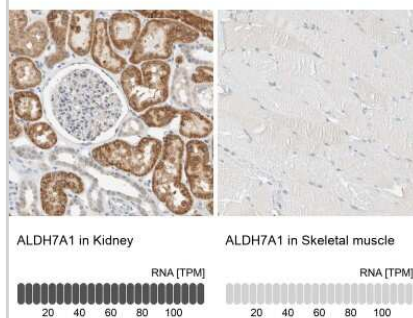 ALDH7A1 in Kidney
RNA [TPM]
20 40 60 80 100
ALDH7A1 in Skeletal muscle
RNA [TPM]
20 40 60 80 100